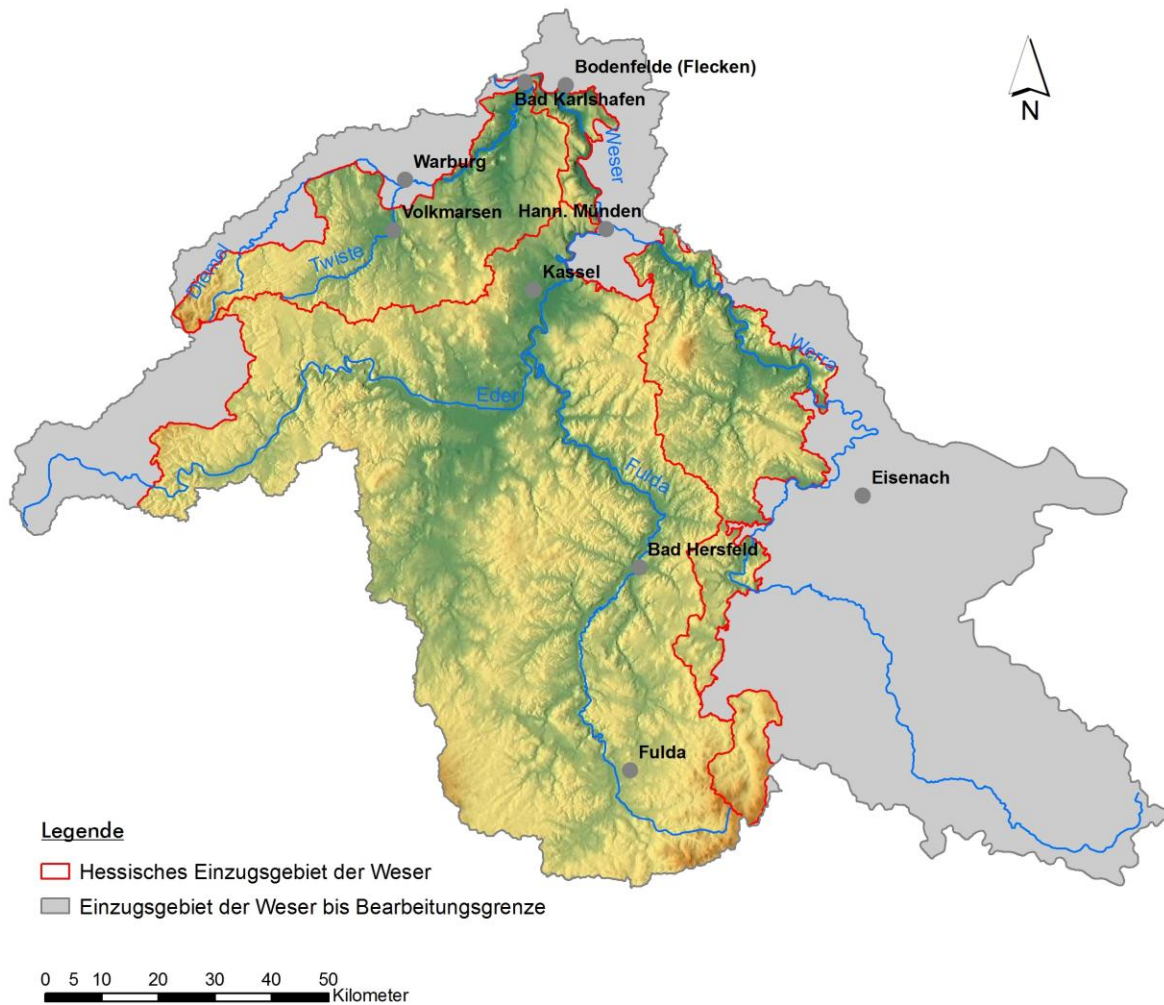 Bodenfelde (Flecken)
Bad Karlshafen
N
Weser
Warburg
Volkmarsen
Hann. Münden
Diemel
Twiste
Kassel
Werra
Eder
Fulda
Eisenach
Bad Hersfeld
Fulda
Legende
Hessisches Einzugsgebiet der Weser
Einzugsgebiet der Weser bis Bearbeitungsgrenze
0 5 10 20 30 40 50
Kilometer